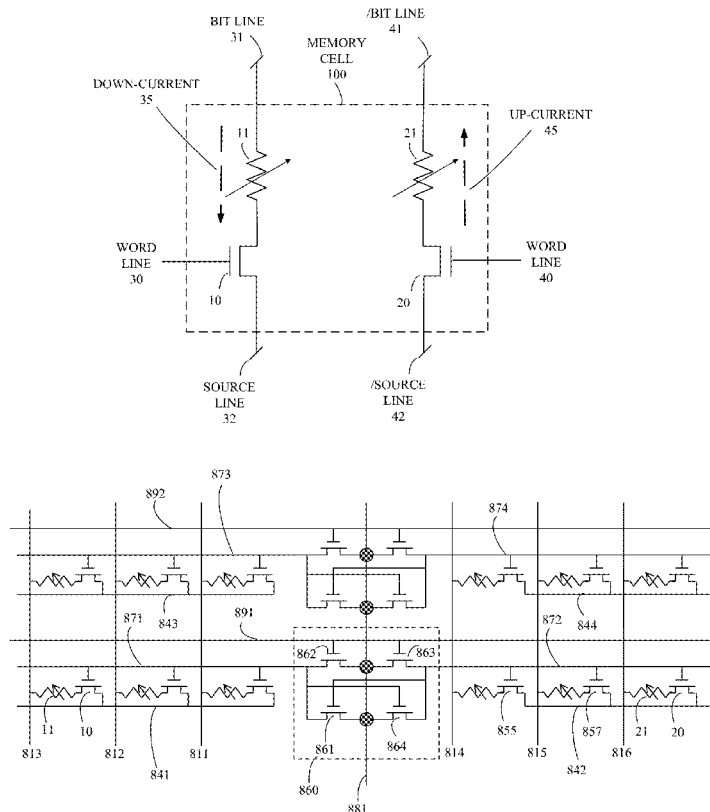 BIT LINE
31
/BIT LINE
41
MEMORY
CELL
100
DOWN-CURRENT
35
UP-CURRENT
45
11
21
WORD
LINE
30
WORD
LINE
40
10
20
SOURCE
LINE
32
/SOURCE
LINE
42
873
892
874
843
844
871
891
872
862
863
11
10
855
857
21
20
861
864
813
812
841
811
860
814
815
842
816
881